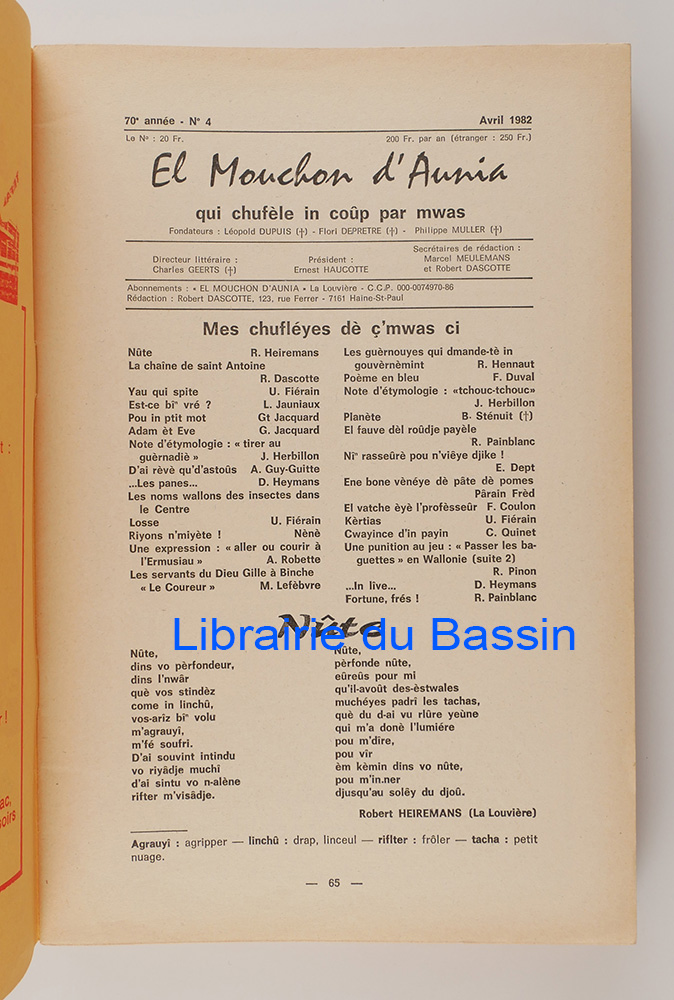 70e année - N° 4
Avril 1982
Le N° : 20 Fr.
200 Fr. par an (étranger : 250 Fr.)
El Mouchon d'Aunia
qui chufèle in coûp par mwas
Fondateurs : Léopold DUPUIS (†) - Flori DEPRETRE (†) - Philippe MULLER (†)
Directeur littéraire :
Charles GEERTS (†)
Président :
Ernest HAUCOTTE
Secrétaires de rédaction :
Marcel MEULEMANS
et Robert DASCOTTE
Abonnements : « EL MOUCHON D'AUNIA » La Louvière - C.C.P. 000-0074970-86
Rédaction : Robert DASCOTTE, 123, rue Ferrer - 7161 Haine-St-Paul
Mes chufléyes dè ç'mwas ci
Nûte R. Heiremans
La chaîne de saint Antoine
R. Dascotte
Yau qui spite U. Fiérain
Est-ce bîⁿ vré ? L. Jauniaux
Pou in ptit mot Gt Jacquard
Adam èt Eve G. Jacquard
Note d'étymologie : « tirer au
guèrnadiè » J. Herbillon
D'ai rèvè qu'd'astoûs A. Guy-Guitte
...Les panes... D. Heymans
Les noms wallons des insectes dans
le Centre
Losse U. Fiérain
Riyons n'miyète ! Nènè
Une expression : « aller ou courir à
l'Ermusiau » A. Robette
Les servants du Dieu Gille à Binche
« Le Coureur » M. Lefèbvre
Les guèrnouyes qui dmande-tè in
gouvèrnèmint R. Hennaut
Poème en bleu F. Duval
Note d'étymologie : «tchouc-tchouc»
J. Herbillon
Planète B. Sténuit (†)
El fauve dèl roûdje payèle
R. Painblanc
Nîⁿ rasseûrè pou n'viêye djike !
E. Dept
Ene bone vènéye dè pâte dè pomes
Pârain Frèd
El vatche èyè l'profèsseûr F. Coulon
Kèrtias U. Fiérain
Cwayince d'in payin C. Quinet
Une punition au jeu : « Passer les ba-
guettes » en Wallonie (suite 2)
R. Pinon
...In live... D. Heymans
Fortune, frés ! R. Painblanc
Nûte
Librairie du Bassin
Nûte,
dins vo pèrfondeur,
dins l'nwâr
què vos stindèz
come in linchû,
vos-ariz bîⁿ volu
m'agrauyî,
m'fé soufri.
D'ai souvint intindu
vo riyâdje muchî
d'ai sintu vo n-alène
rifter m'visâdje.
Nûte,
pèrfonde nûte,
eûreûs pour mi
qu'il-avoût des-èstwales
muchéyes padrî les tachas,
què du d-ai vu rlûre yeùne
qui m'a donè l'lumiére
pou m'dîre,
pou vîr
èm kèmin dins vo nûte,
pou m'in.ner
djusqu'au solêy du djoû.
Robert HEIREMANS (La Louvière)
Agrauyî : agripper — linchû : drap, linceul — riflter : frôler — tacha : petit
nuage.
— 65 —